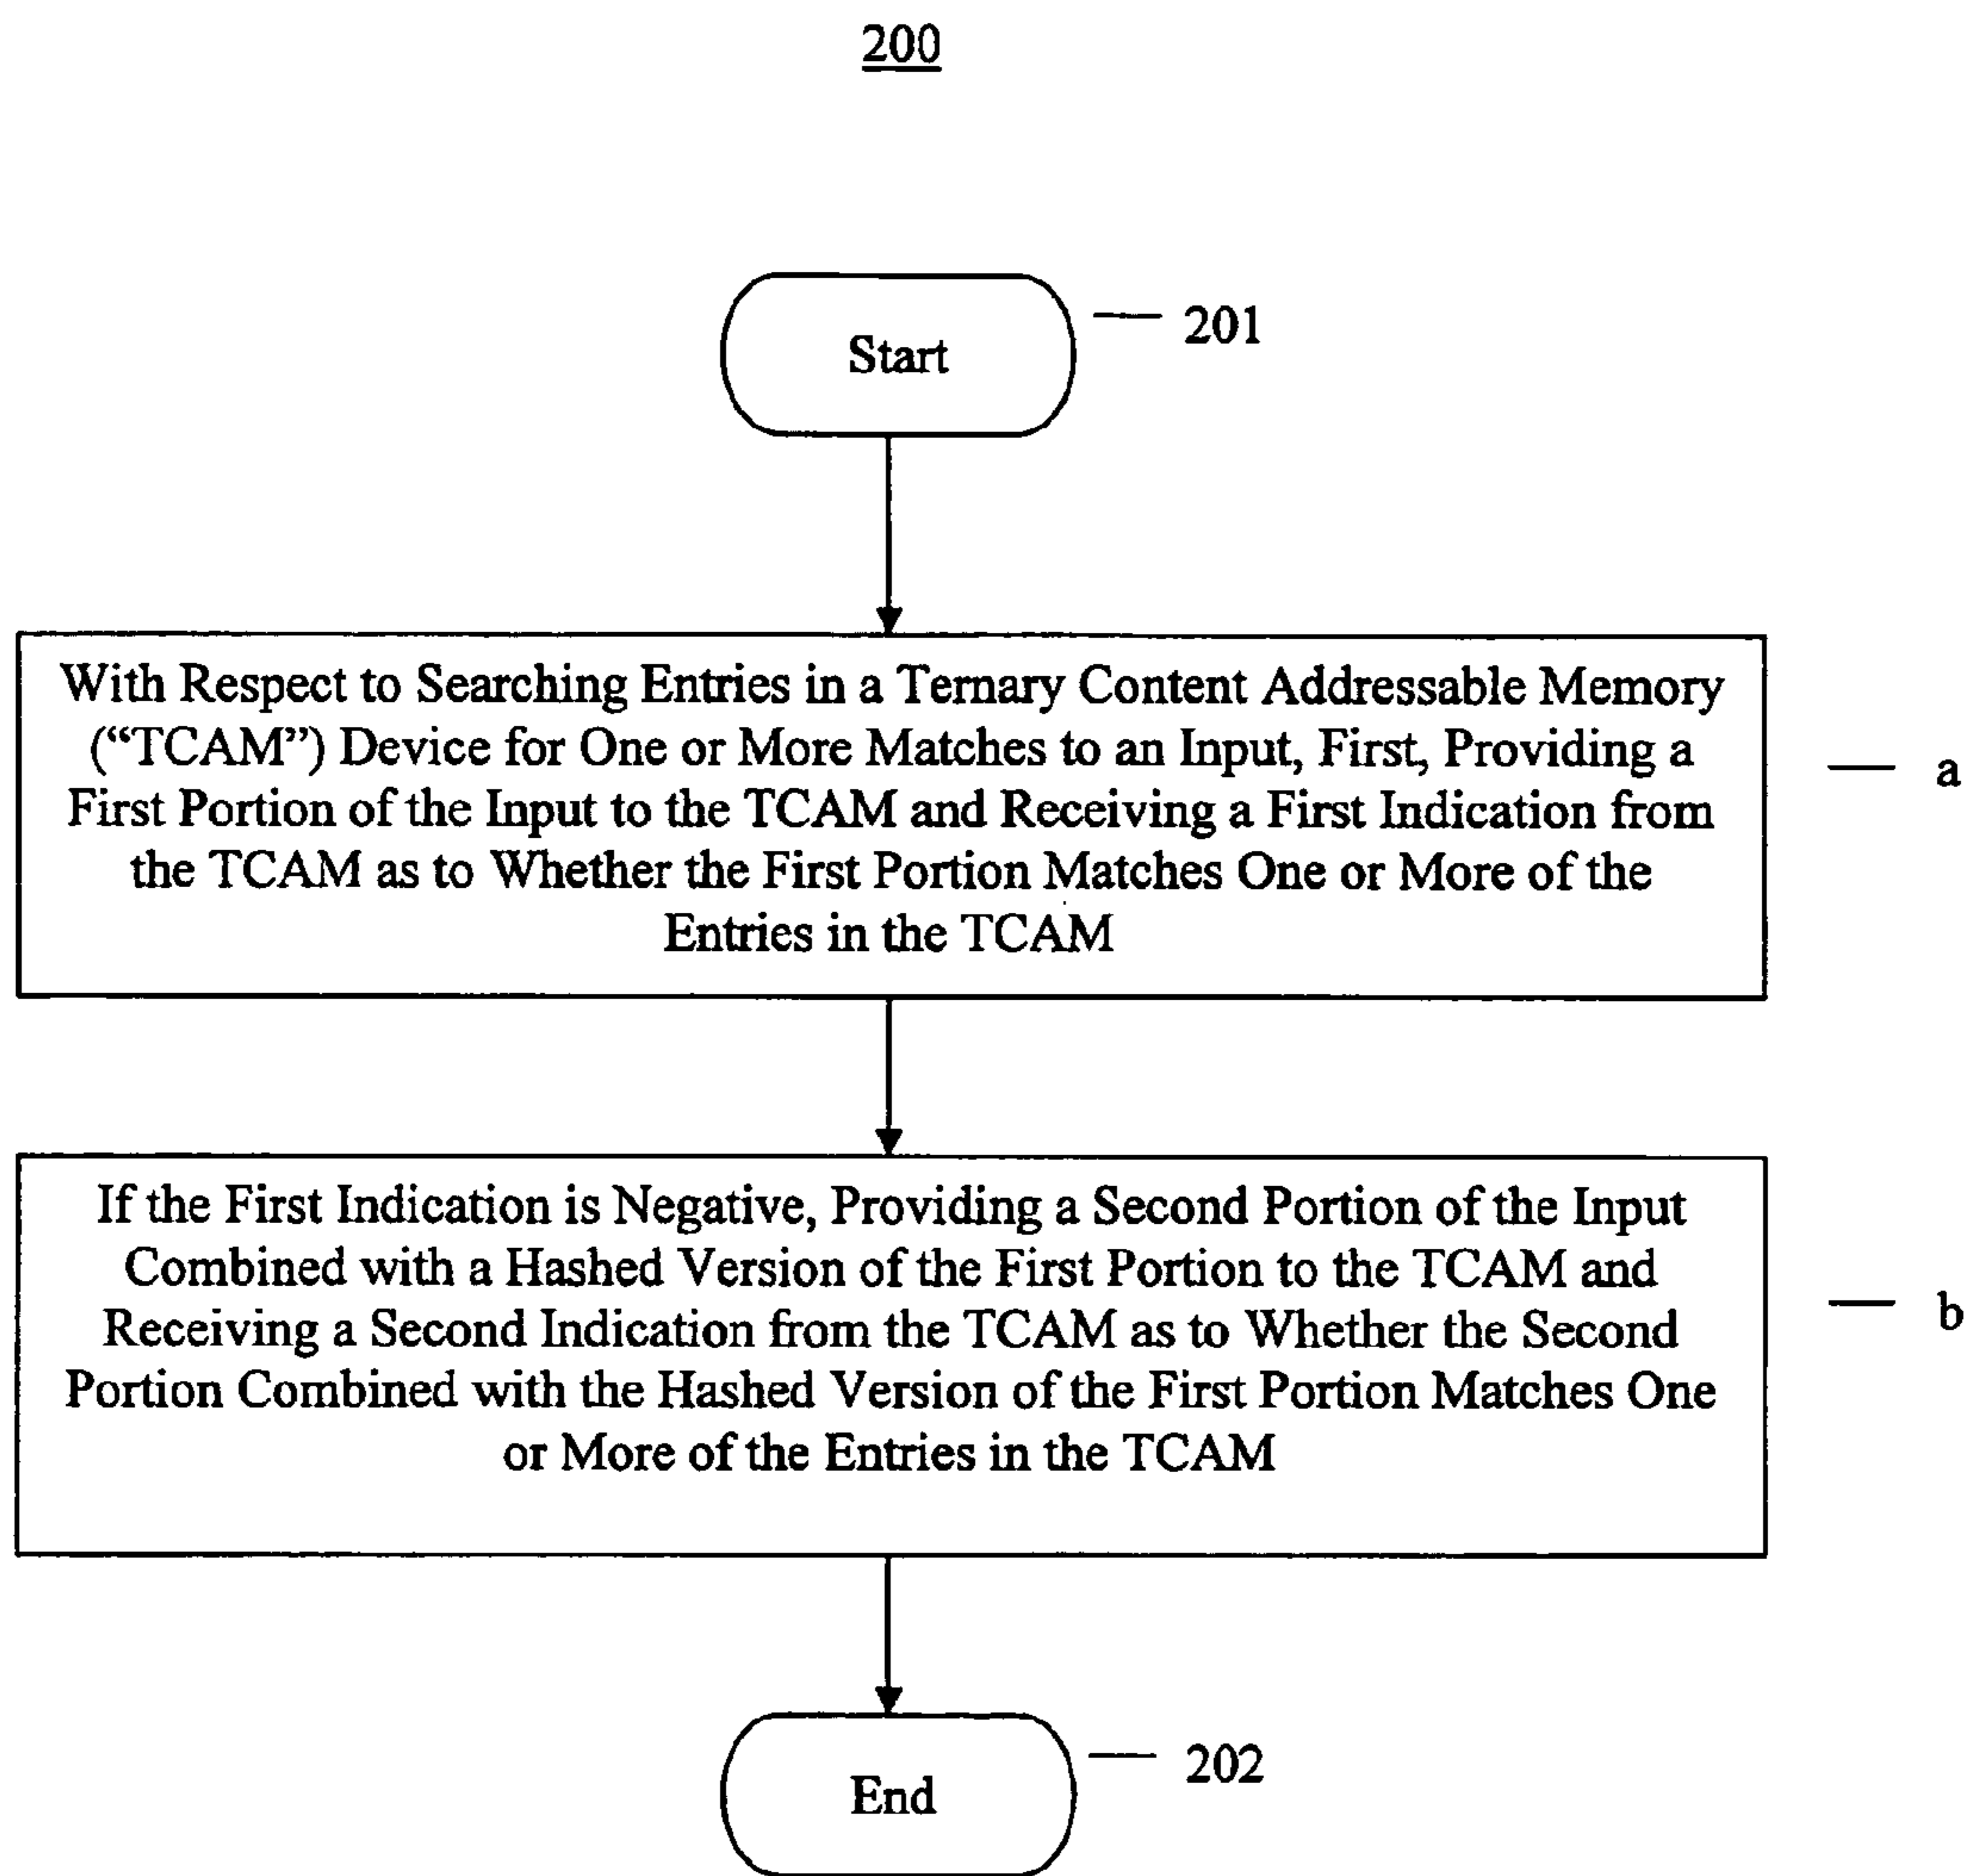 200
Start
201
With Respect to Searching Entries in a Ternary Content Addressable Memory
(“TCAM”) Device for One or More Matches to an Input, First, Providing a
First Portion of the Input to the TCAM and Receiving a First Indication from
the TCAM as to Whether the First Portion Matches One or More of the
Entries in the TCAM
a
If the First Indication is Negative, Providing a Second Portion of the Input
Combined with a Hashed Version of the First Portion to the TCAM and
Receiving a Second Indication from the TCAM as to Whether the Second
Portion Combined with the Hashed Version of the First Portion Matches One
or More of the Entries in the TCAM
b
End
202